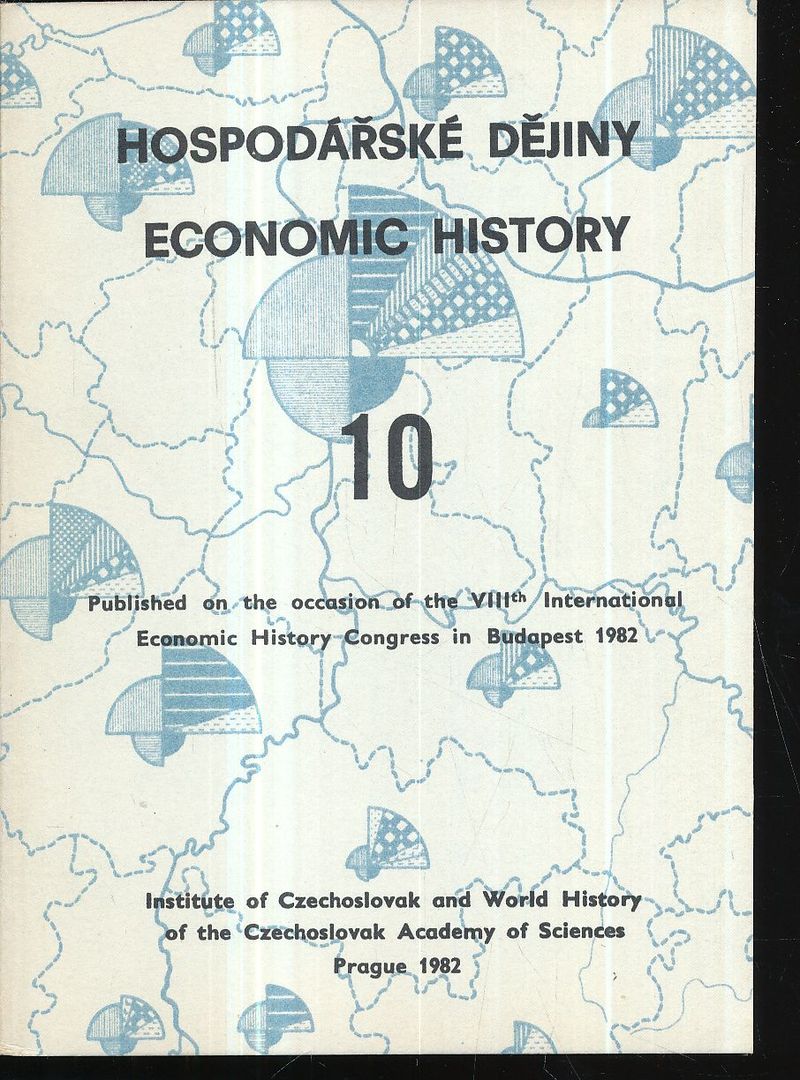 HOSPODÁŘSKÉ DĚJINY
ECONOMIC HISTORY
10
Published on the occasion of the VIIIth International
Economic History Congress in Budapest 1982
Institute of Czechoslovak and World History
of the Czechoslovak Academy of Sciences
Prague 1982